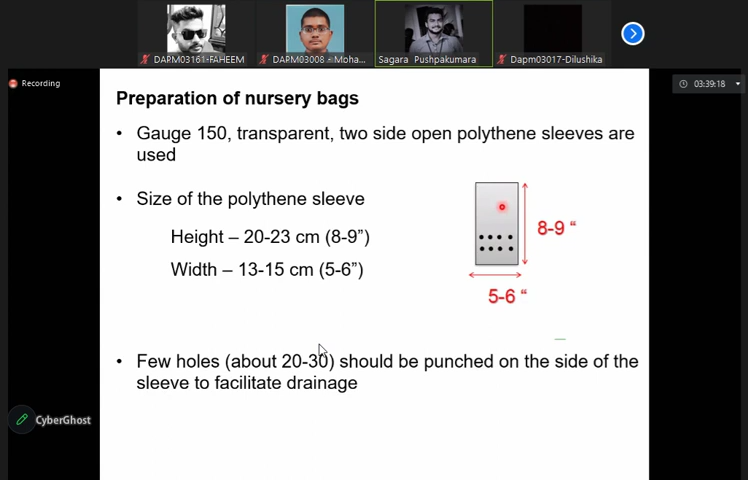 DARM03161-FAHEEM
DARM03008 - Moha...
Sagara Pushpakumara
Dapm03017-Dilushika
Recording
03:39:18
Preparation of nursery bags
• Gauge 150, transparent, two side open polythene sleeves are
used
• Size of the polythene sleeve
Height – 20-23 cm (8-9”)
Width – 13-15 cm (5-6”)
8-9 “
5-6 “
• Few holes (about 20-30) should be punched on the side of the
sleeve to facilitate drainage
CyberGhost